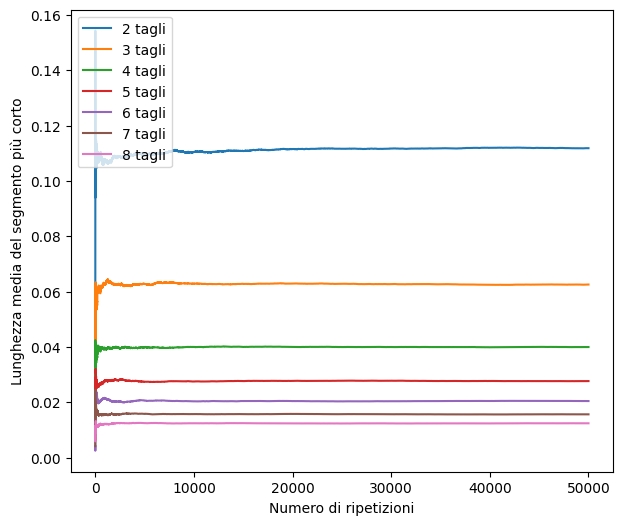 0.16
0.14
0.12
0.10
0.08
0.06
0.04
0.02
0.00
Lunghezza media del segmento più corto
2 tagli
3 tagli
4 tagli
5 tagli
6 tagli
7 tagli
8 tagli
0
10000
20000
30000
40000
50000
Numero di ripetizioni